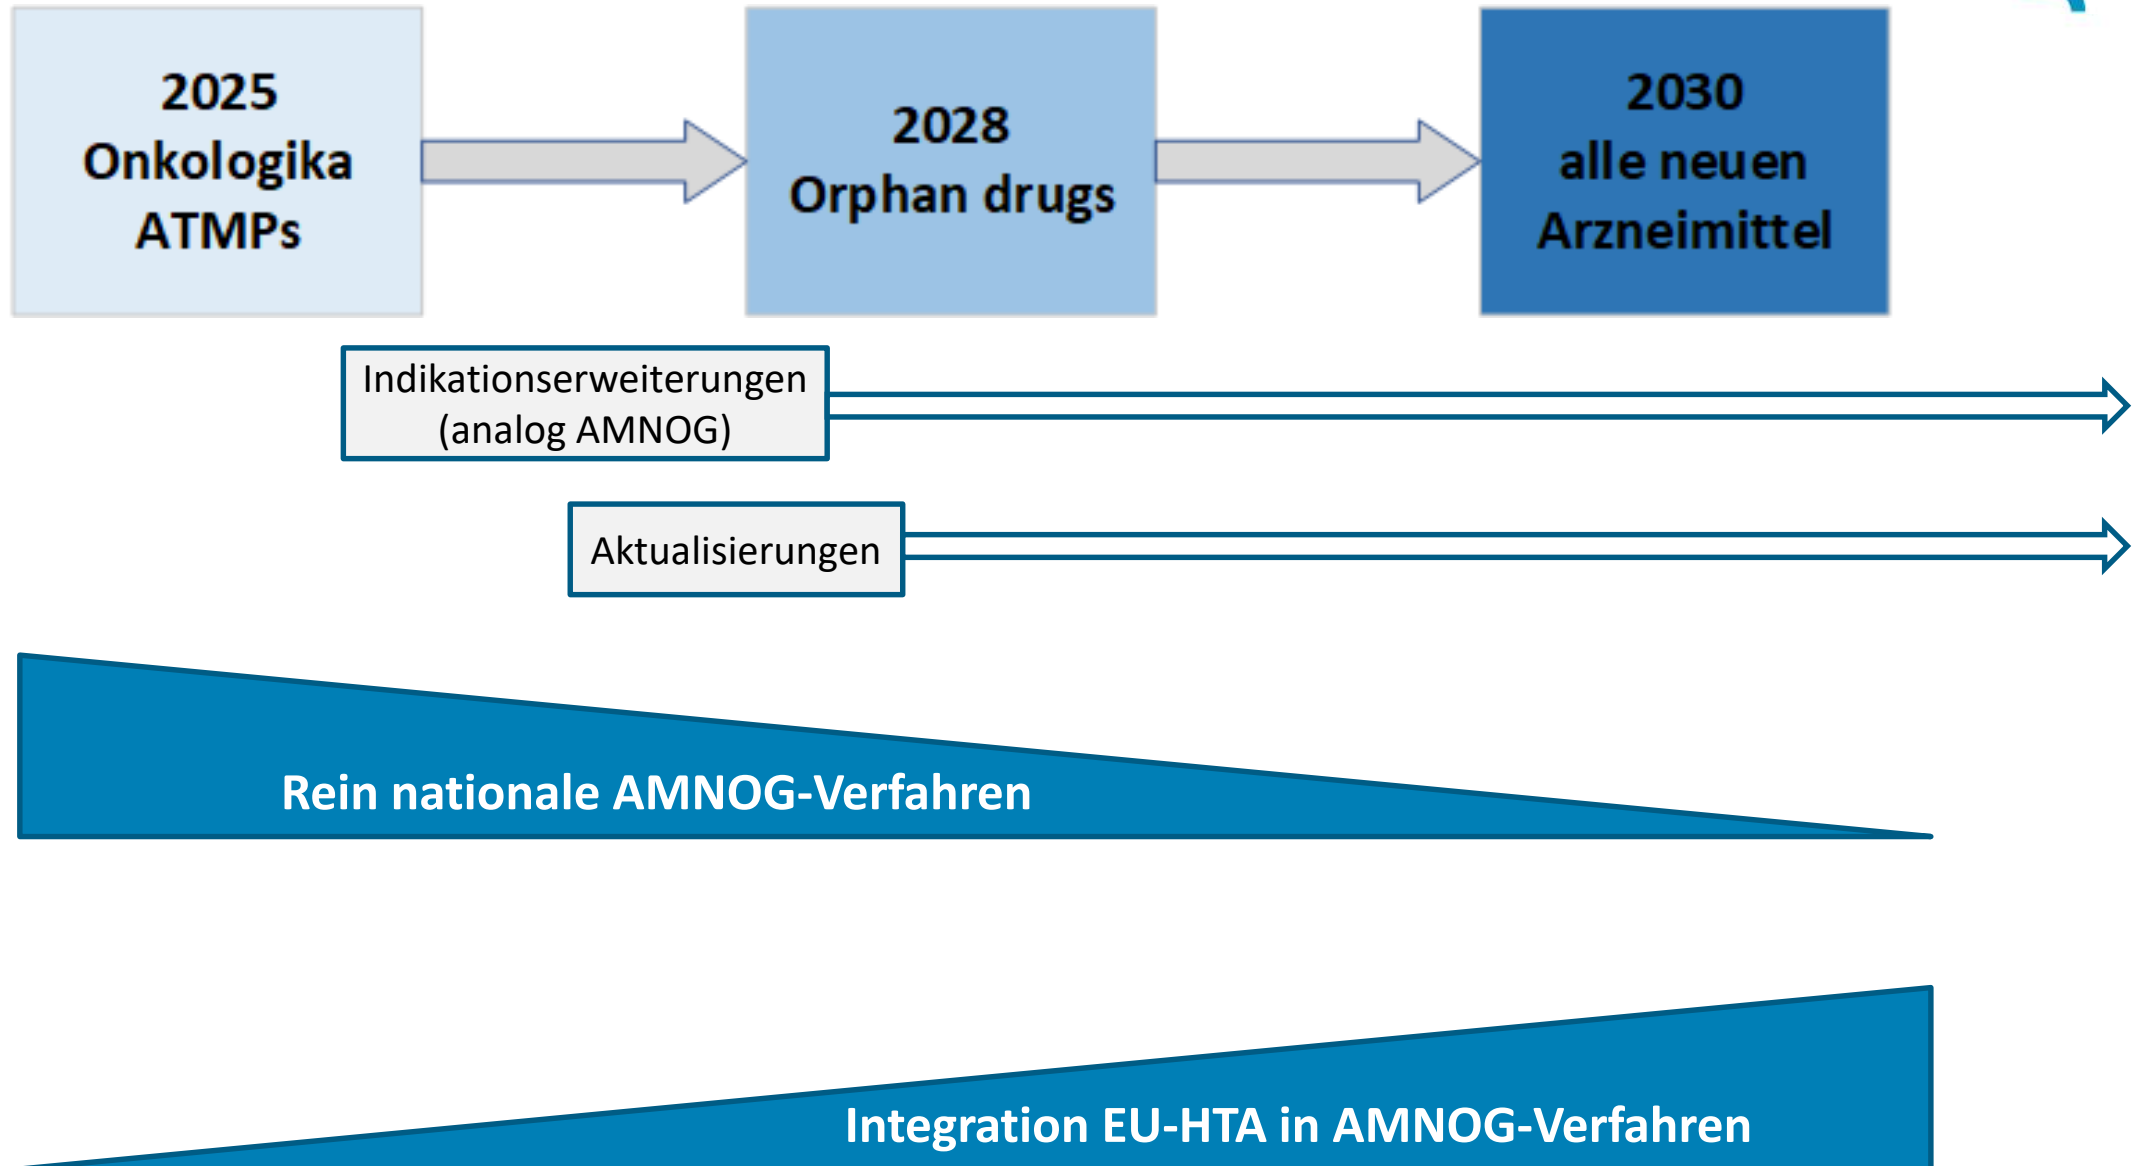 2025
Onkologika
ATMPs
2028
Orphan drugs
2030
alle neuen
Arzneimittel
Indikationserweiterungen
(analog AMNOG)
Aktualisierungen
Rein nationale AMNOG-Verfahren
Integration EU-HTA in AMNOG-Verfahren